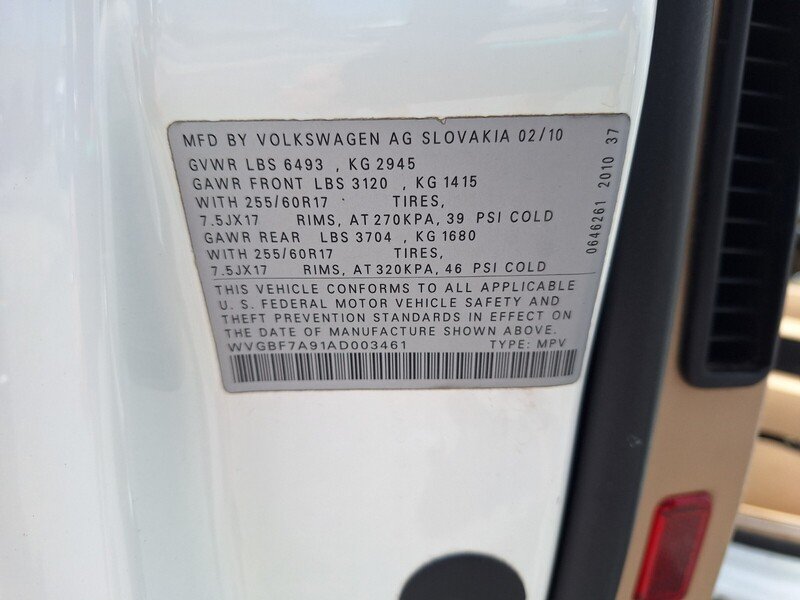 MFD BY VOLKSWAGEN AG SLOVAKIA 02/10
GVWR LBS 6493 , KG 2945
GAWR FRONT LBS 3120 , KG 1415
WITH 255/60R17 TIRES,
7.5JX17 RIMS, AT 270KPA, 39 PSI COLD
GAWR REAR LBS 3704 , KG 1680
WITH 255/60R17 TIRES,
7.5JX17 RIMS, AT 320KPA, 46 PSI COLD
THIS VEHICLE CONFORMS TO ALL APPLICABLE
U. S. FEDERAL MOTOR VEHICLE SAFETY AND
THEFT PREVENTION STANDARDS IN EFFECT ON
THE DATE OF MANUFACTURE SHOWN ABOVE.
WVGBF7A91AD003461 TYPE: MPV
0646261 2010 37